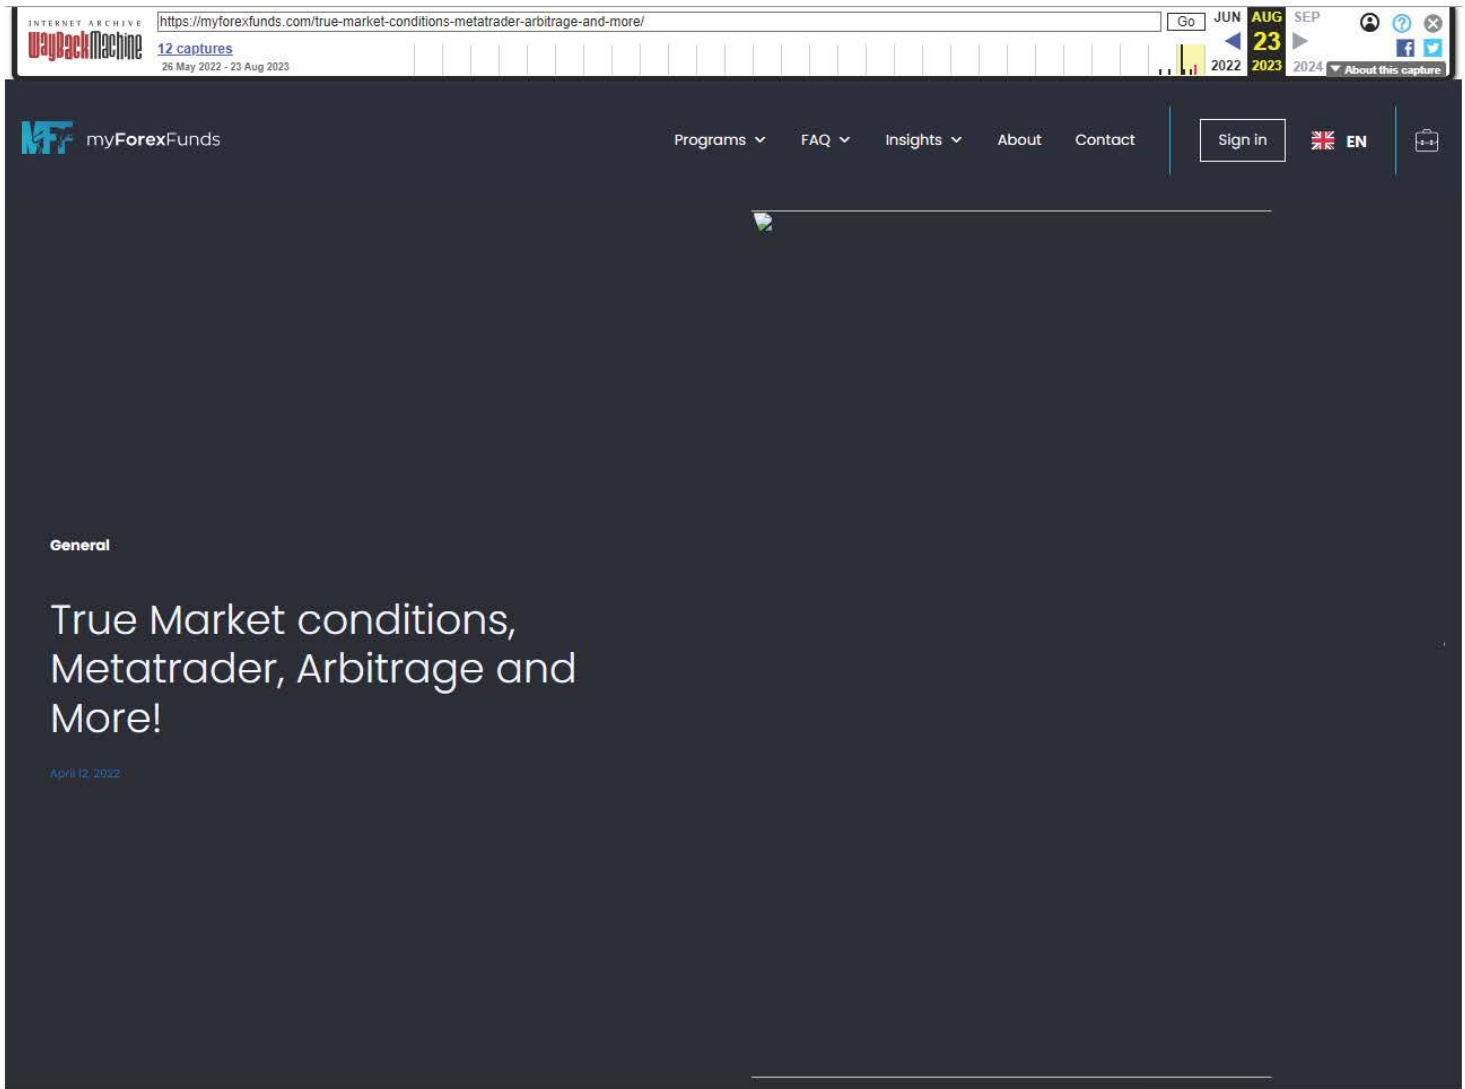 INTERNET ARCHIVE
WayBackMachine
https://myforexfunds.com/true-market-conditions-metatrader-arbitrage-and-more/
Go
JUN AUG SEP
12 captures
23
26 May 2022 - 23 Aug 2023
2022 2023 2024
About this capture
MFF myForexFunds
Programs FAQ Insights About Contact Sign in EN
General
True Market conditions,
Metatrader, Arbitrage and
More!
April 12, 2022